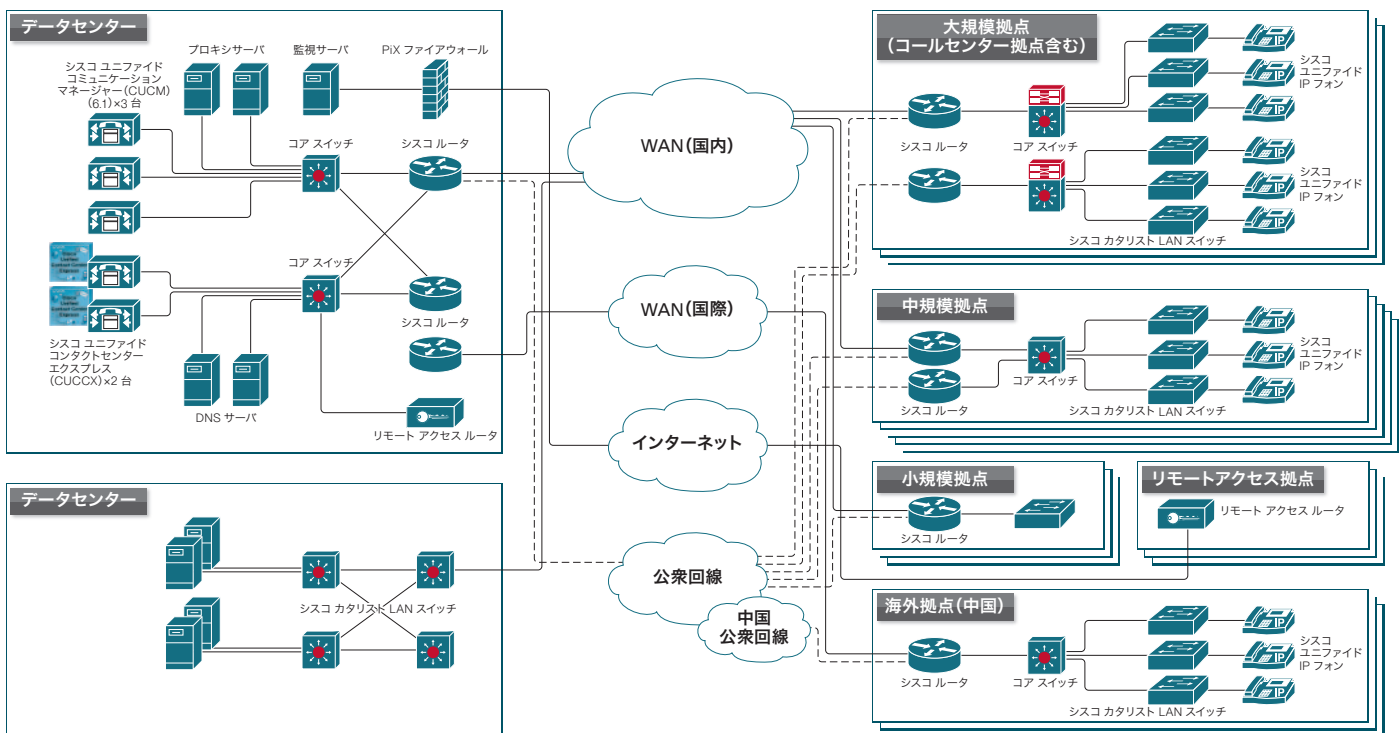 データセンター
プロキシサーバ
監視サーバ
PiX ファイアウォール
シスコ ユニファイド
コミュニケーション
マネージャー(CUCM)
(6.1)×3 台
コア スイッチ
シスコ ルータ
コア スイッチ
シスコ ルータ
シスコ ユニファイド
コンタクトセンター
エクスプレス
(CUCCX)×2 台
DNS サーバ
リモート アクセス ルータ
データセンター
シスコ カタリスト LAN スイッチ
WAN(国内)
WAN(国際)
インターネット
公衆回線
中国
公衆回線
大規模拠点
(コールセンター拠点含む)
シスコ ルータ
コア スイッチ
シスコ
ユニファイド
IP フォン
シスコ
ユニファイド
IP フォン
シスコ カタリスト LAN スイッチ
IP
IP
IP
IP
IP
IP
中規模拠点
シスコ ルータ
コア スイッチ
シスコ
ユニファイド
IP フォン
シスコ カタリスト LAN スイッチ
IP
IP
IP
小規模拠点
シスコ ルータ
リモートアクセス拠点
リモート アクセス ルータ
海外拠点(中国)
シスコ ルータ
コア スイッチ
シスコ
ユニファイド
IP フォン
シスコ カタリスト LAN スイッチ
IP
IP
IP